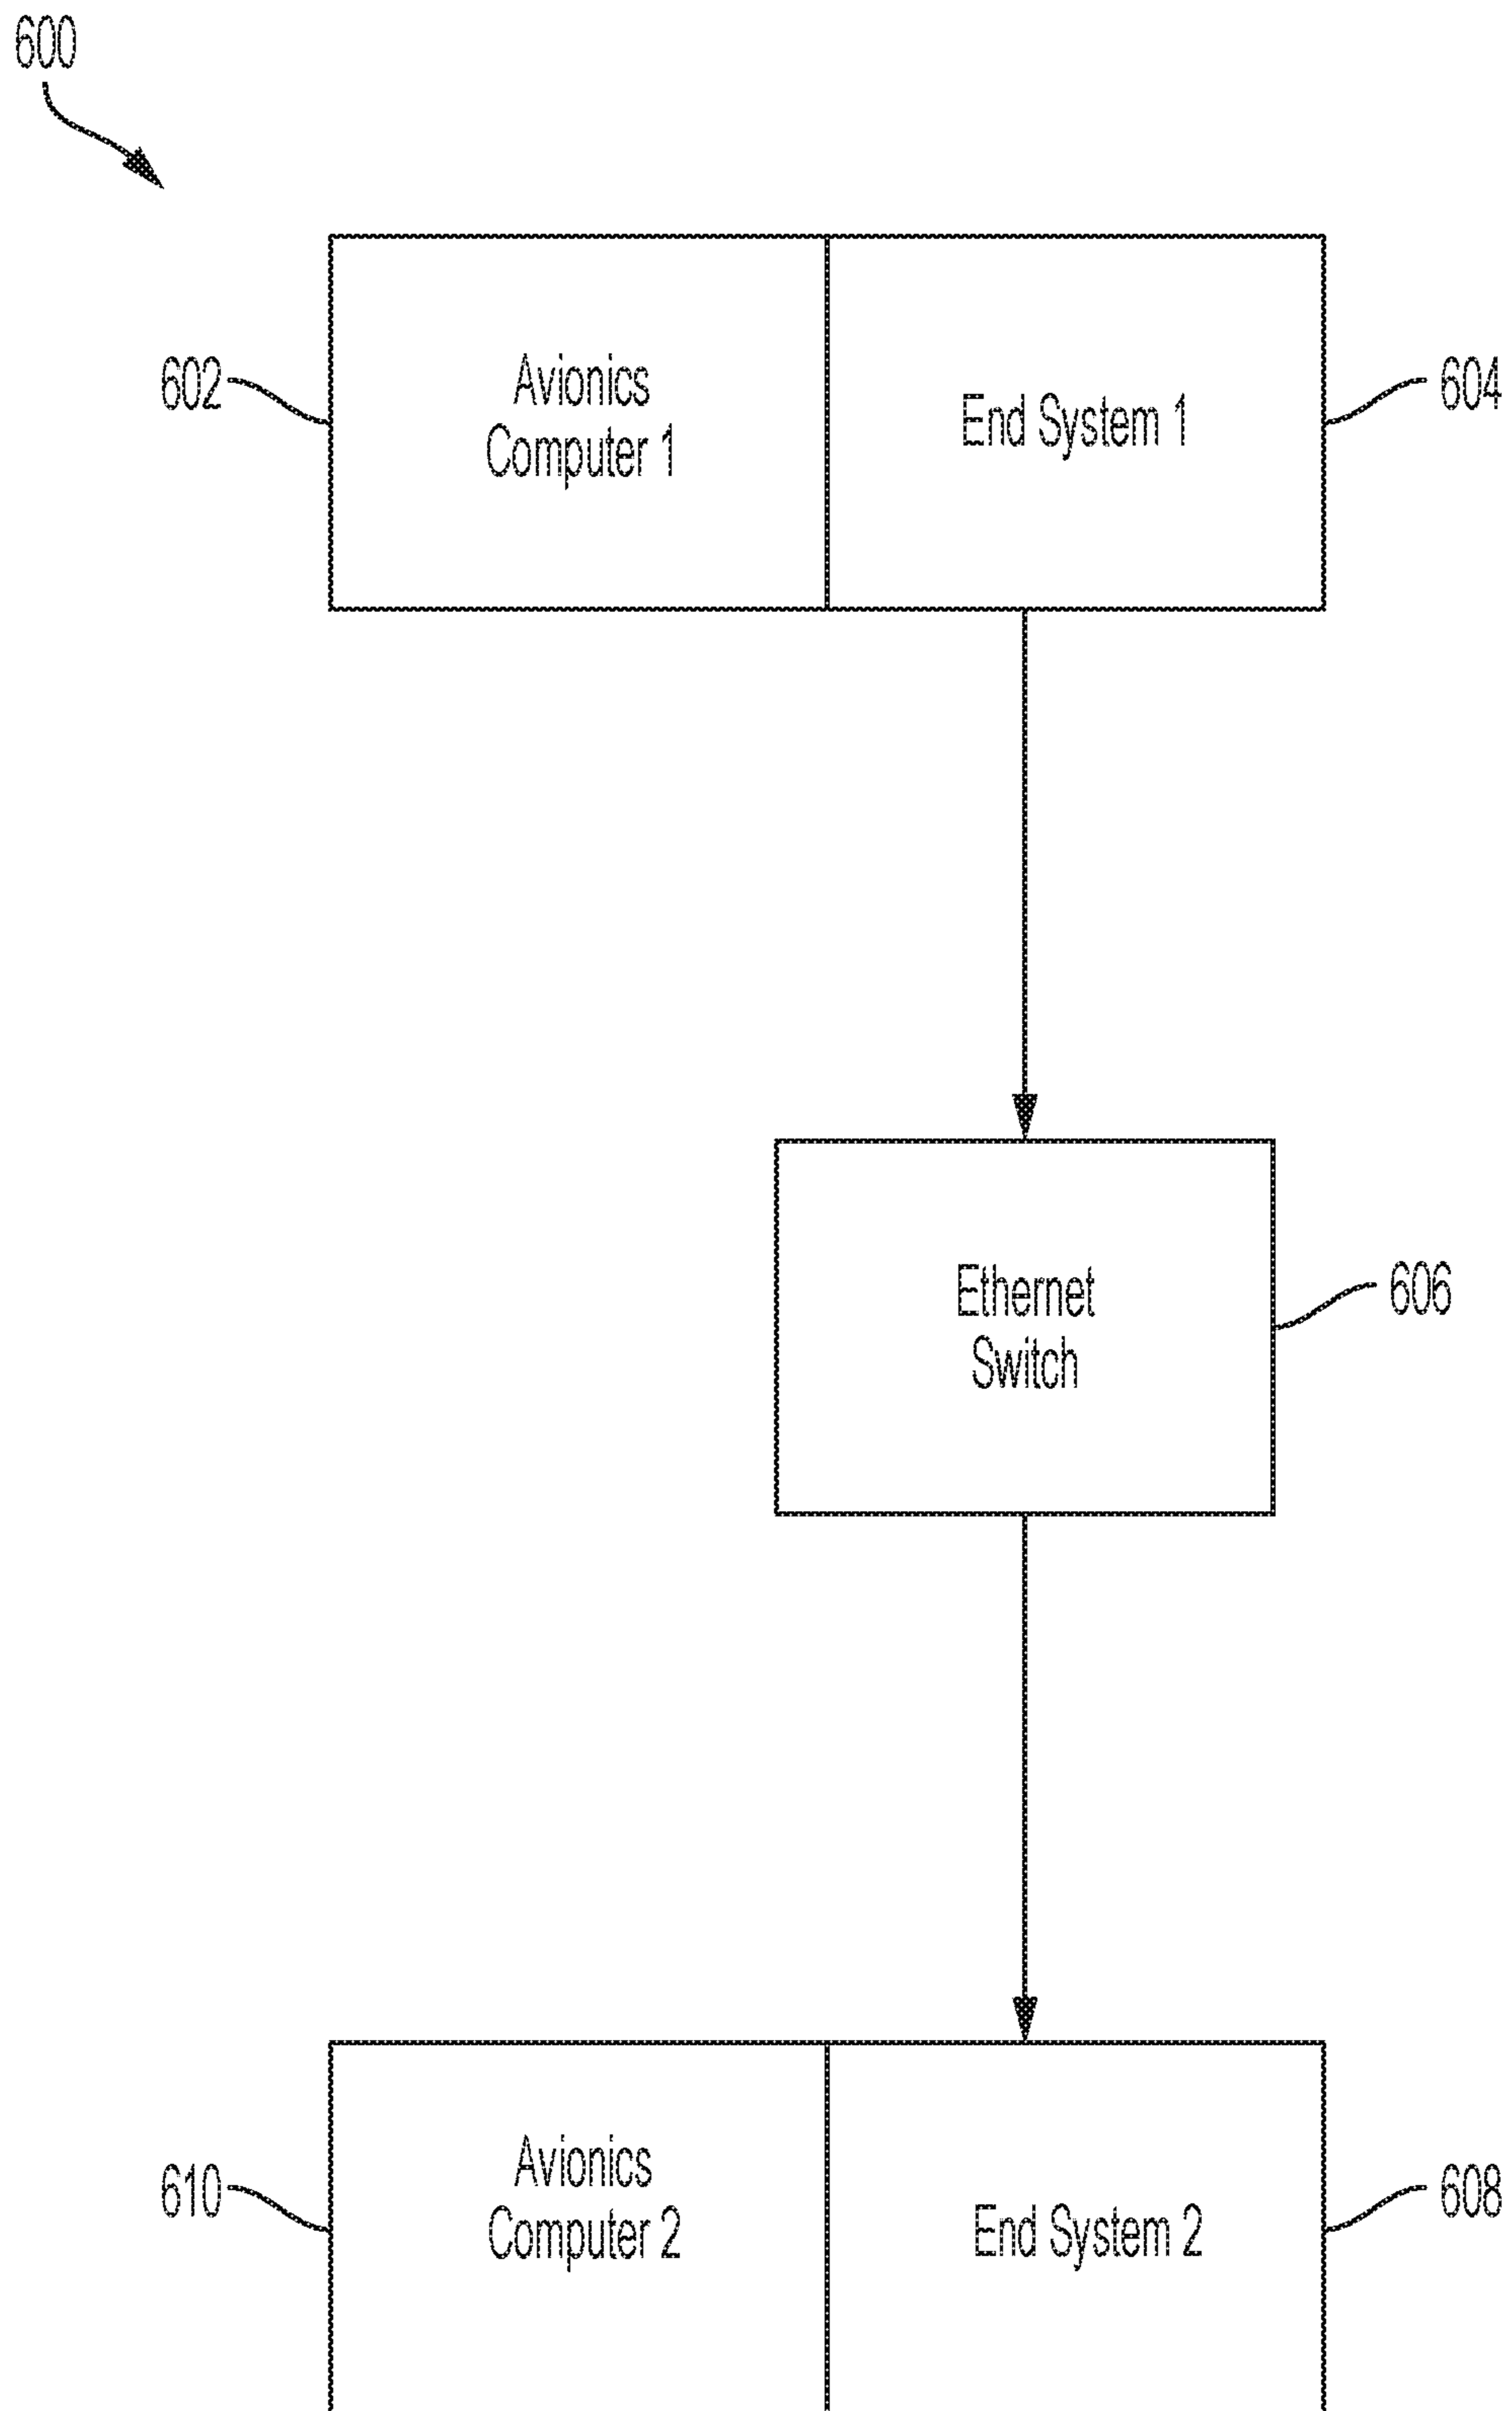 600
602
Avionics
Computer 1
End System 1
604
Ethernet
Switch
606
610
Avionics
Computer 2
End System 2
608